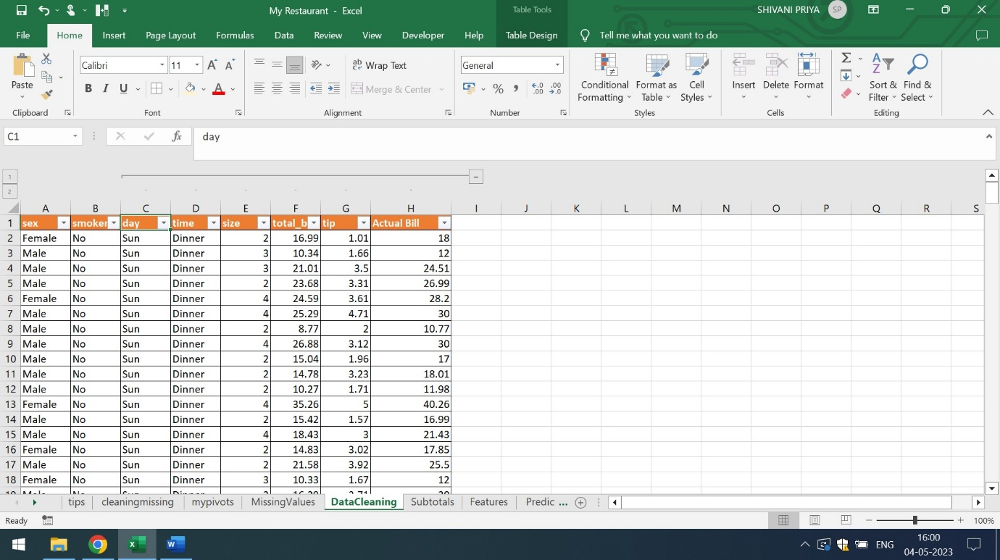 My Restaurant - Excel
Table Tools
SHIVANI PRIYA SP
File Home Insert Page Layout Formulas Data Review View Developer Help Table Design Tell me what you want to do
Paste
Calibri 11
B I U
ab Wrap Text
Merge & Center
General
% ,
Conditional Formatting
Format as Table
Cell Styles
Insert Delete Format
Sort & Filter
Find & Select
Clipboard Font Alignment Number Styles Cells Editing
C1 fx day
1
2
A B C D E F G H I J K L M N O P Q R S
1 sex smoker day time size total_b tip Actual Bill
2 Female No Sun Dinner 2 16.99 1.01 18
3 Male No Sun Dinner 3 10.34 1.66 12
4 Male No Sun Dinner 3 21.01 3.5 24.51
5 Male No Sun Dinner 2 23.68 3.31 26.99
6 Female No Sun Dinner 4 24.59 3.61 28.2
7 Male No Sun Dinner 4 25.29 4.71 30
8 Male No Sun Dinner 2 8.77 2 10.77
9 Male No Sun Dinner 4 26.88 3.12 30
10 Male No Sun Dinner 2 15.04 1.96 17
11 Male No Sun Dinner 2 14.78 3.23 18.01
12 Male No Sun Dinner 2 10.27 1.71 11.98
13 Female No Sun Dinner 4 35.26 5 40.26
14 Male No Sun Dinner 2 15.42 1.57 16.99
15 Male No Sun Dinner 4 18.43 3 21.43
16 Female No Sun Dinner 2 14.83 3.02 17.85
17 Male No Sun Dinner 2 21.58 3.92 25.5
18 Female No Sun Dinner 3 10.33 1.67 12
tips cleaningmissing mypivots MissingValues DataCleaning Subtotals Features Predic ...
Ready 100%
ENG 16:00
04-05-2023